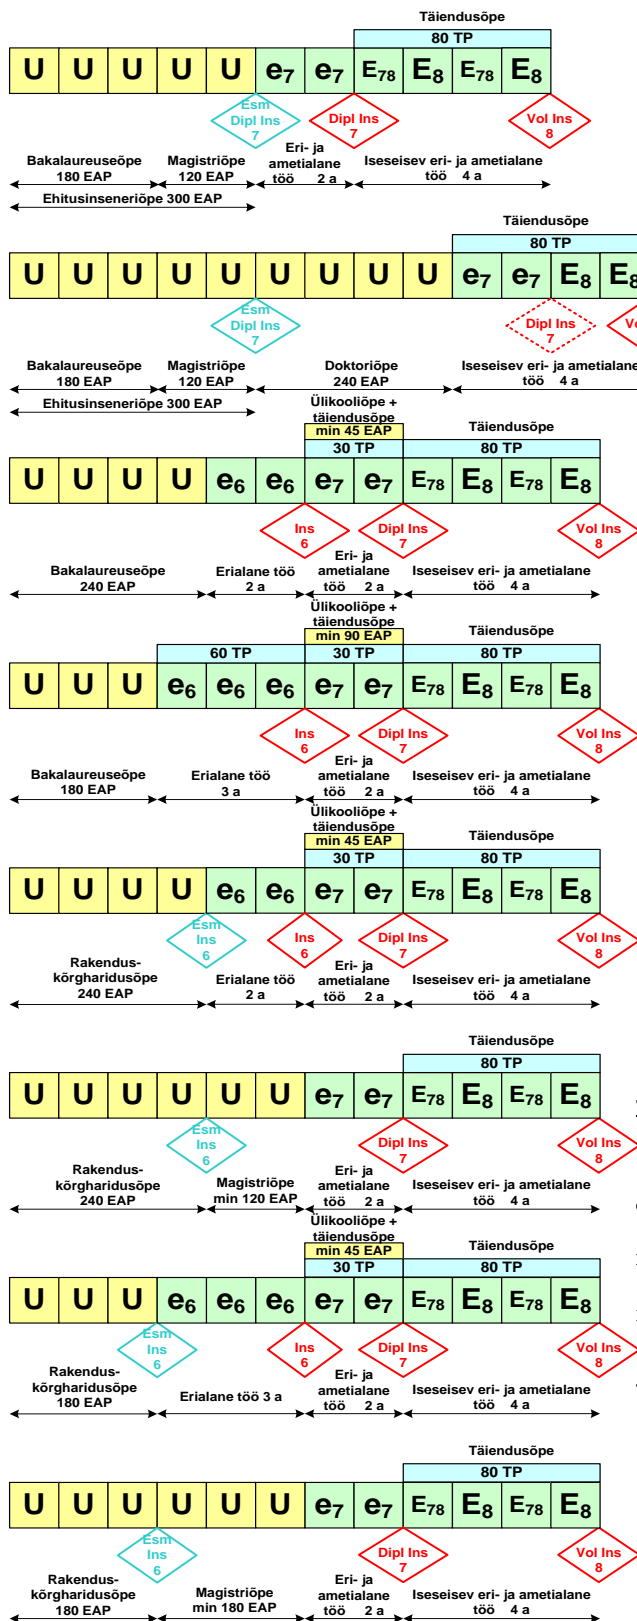 Täiendusõpe
80 TP
U U U U U e7 e7 E78 E8 E78 E8
Esm
Dipl Ins
7
Dipl Ins
7
Vol Ins
8
Bakalaureuseõpe
180 EAP
Magistriõpe
120 EAP
Eri- ja
ametialane
töö 2 a
Iseseisev eri- ja ametialane
töö 4 a
Ehitusinseneriõpe 300 EAP
Täiendusõpe
80 TP
U U U U U U U U U e7 e7 E8 E8
Esm
Dipl Ins
7
Dipl Ins
7
Bakalaureuseõpe
180 EAP
Magistriõpe
120 EAP
Doktoriõpe
240 EAP
Iseseisev eri- ja ametialane
töö 4 a
Ehitusinseneriõpe 300 EAP
Ülikooliõpe +
täiendusõpe
min 45 EAP
30 TP
Täiendusõpe
80 TP
U U U U e6 e6 e7 e7 E78 E8 E78 E8
Ins
6
Dipl Ins
7
Vol Ins
8
Bakalaureuseõpe
240 EAP
Erialane töö
2 a
Eri- ja
ametialane
töö 2 a
Iseseisev eri- ja ametialane
töö 4 a
Ülikooliõpe +
täiendusõpe
min 90 EAP
60 TP
30 TP
Täiendusõpe
80 TP
U U U e6 e6 e6 e7 e7 E78 E8 E78 E8
Ins
6
Dipl Ins
7
Vol Ins
8
Bakalaureuseõpe
180 EAP
Erialane töö
3 a
Eri- ja
ametialane
töö 2 a
Iseseisev eri- ja ametialane
töö 4 a
Ülikooliõpe +
täiendusõpe
min 45 EAP
30 TP
Täiendusõpe
80 TP
U U U U e6 e6 e7 e7 E78 E8 E78 E8
Esm
Ins
6
Ins
6
Dipl Ins
7
Vol Ins
8
Rakendus-
kõrgharidusõpe
240 EAP
Erialane töö
2 a
Eri- ja
ametialane
töö 2 a
Iseseisev eri- ja ametialane
töö 4 a
Täiendusõpe
80 TP
U U U U U U e7 e7 E78 E8 E78 E8
Esm
Ins
6
Dipl Ins
7
Vol Ins
8
Rakendus-
kõrgharidusõpe
240 EAP
Magistriõpe
min 120 EAP
Eri- ja
ametialane
töö 2 a
Iseseisev eri- ja ametialane
töö 4 a
Ülikooliõpe +
täiendusõpe
min 45 EAP
30 TP
Täiendusõpe
80 TP
U U U e6 e6 e6 e7 e7 E78 E8 E78 E8
Esm
Ins
6
Ins
6
Dipl Ins
7
Vol Ins
8
Rakendus-
kõrgharidusõpe
180 EAP
Erialane töö 3 a
Eri- ja
ametialane
töö 2 a
Iseseisev eri- ja ametialane
töö 4 a
Täiendusõpe
80 TP
U U U U U U e7 e7 E78 E8 E78 E8
Esm
Ins
6
Dipl Ins
7
Vol Ins
8
Rakendus-
kõrgharidusõpe
180 EAP
Magistriõpe
min 180 EAP
Eri- ja
ametialane
töö 2 a
Iseseisev eri- ja ametialane
töö 4 a